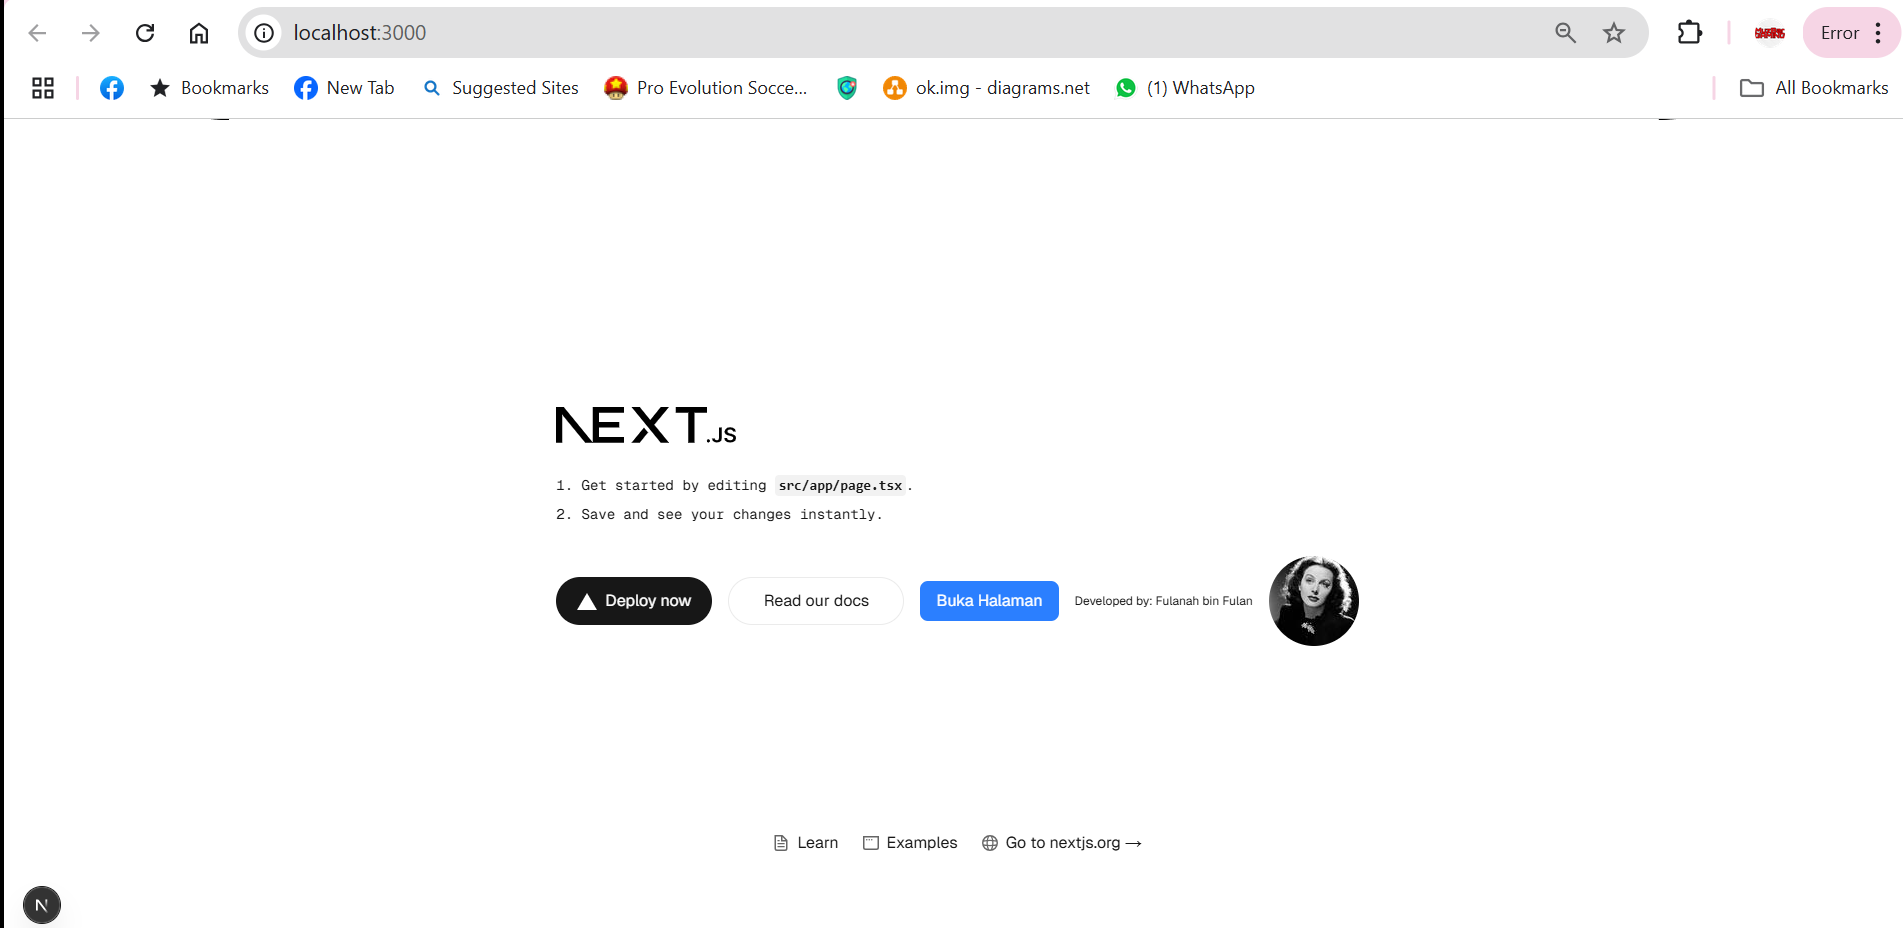 localhost:3000
Error
Bookmarks
New Tab
Suggested Sites
Pro Evolution Socce...
ok.img - diagrams.net
(1) WhatsApp
All Bookmarks
NEXT.JS
1. Get started by editing src/app/page.tsx.
2. Save and see your changes instantly.
Deploy now
Read our docs
Buka Halaman
Developed by: Fulanah bin Fulan
Learn
Examples
Go to nextjs.org →
N